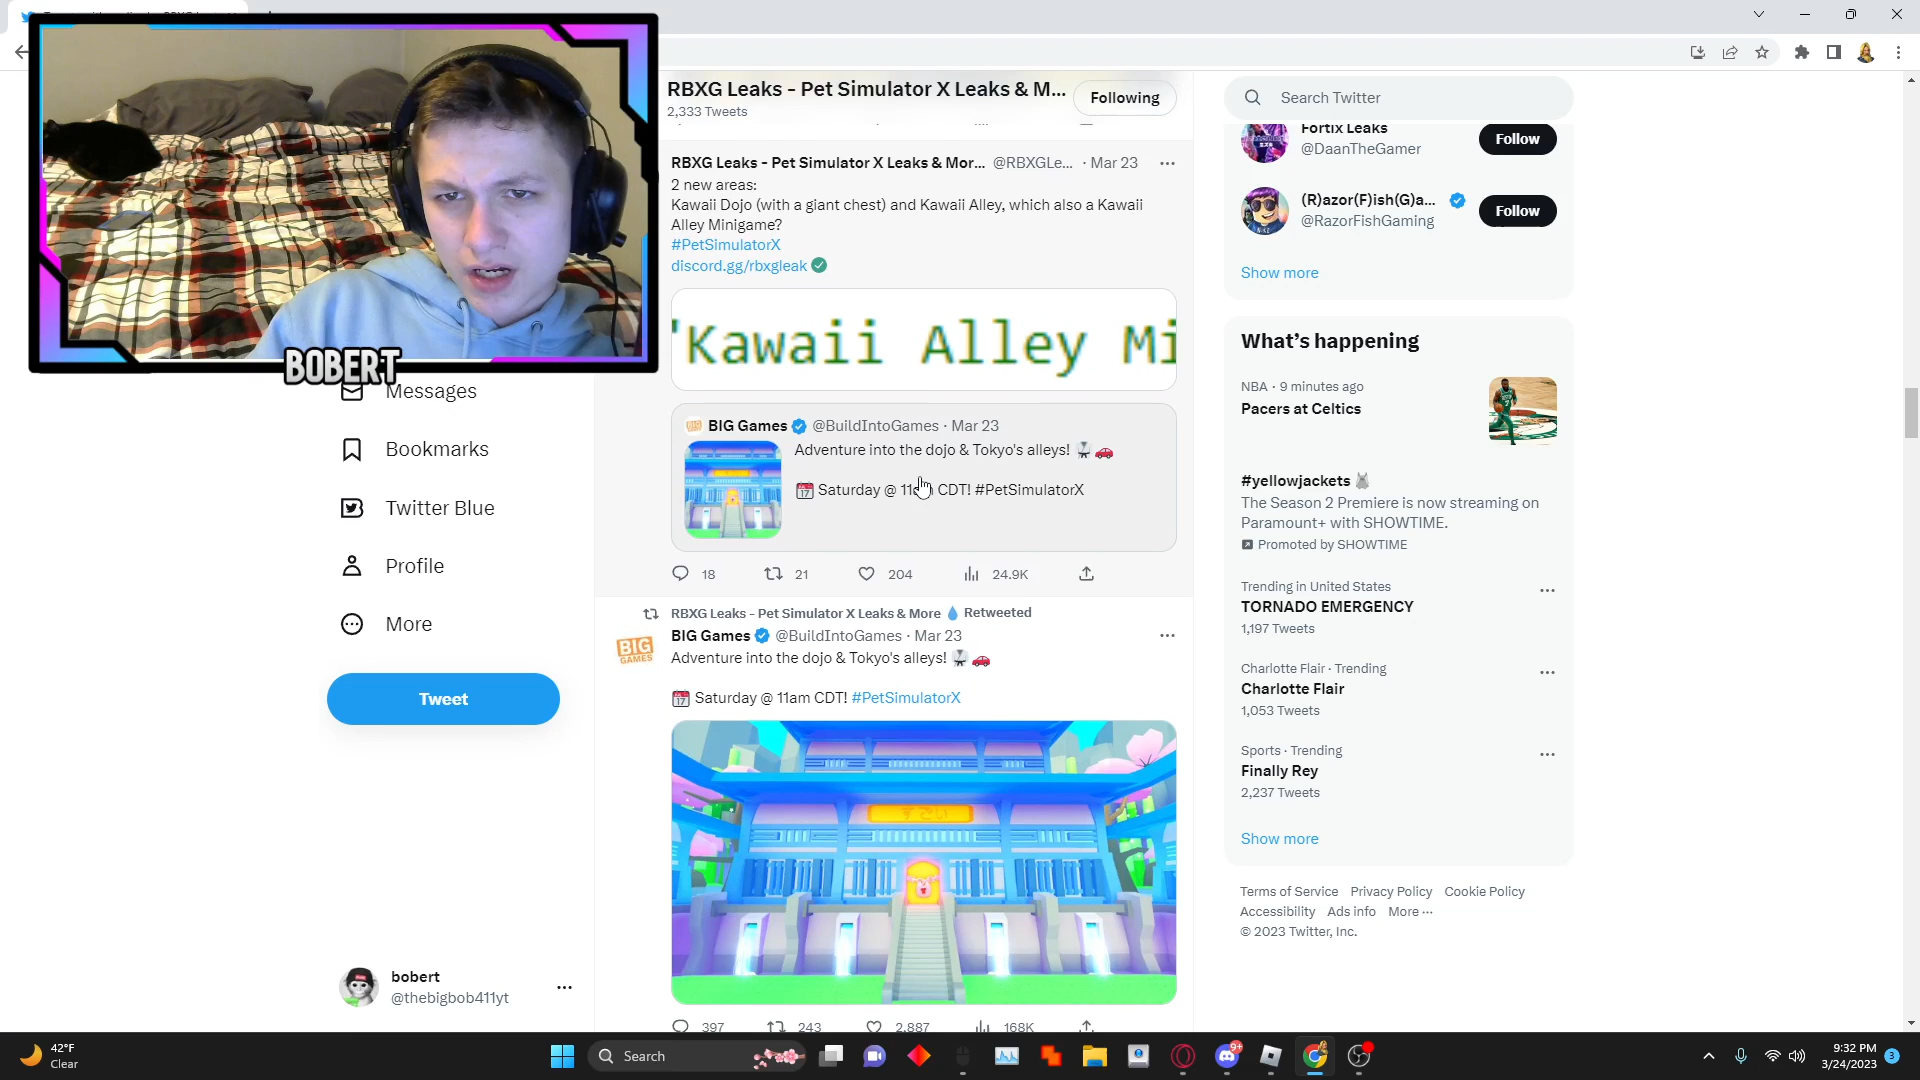 BOBERT
Messages
Bookmarks
Twitter Blue
Profile
More
Tweet
bobert
@thebigbob411yt
RBXG Leaks - Pet Simulator X Leaks & M...
2,333 Tweets
Following
RBXG Leaks - Pet Simulator X Leaks & Mor... @RBXGLe... · Mar 23
2 new areas:
Kawaii Dojo (with a giant chest) and Kawaii Alley, which also a Kawaii
Alley Minigame?
#PetSimulatorX
discord.gg/rbxgleak
"Kawaii Alley Mi
BIG Games @BuildIntoGames · Mar 23
Adventure into the dojo & Tokyo's alleys!
17 Saturday @ 11am CDT! #PetSimulatorX
18 21 204 24.9K
RBXG Leaks - Pet Simulator X Leaks & More Retweeted
BIG GAMES
BIG Games @BuildIntoGames · Mar 23
Adventure into the dojo & Tokyo's alleys!
17 Saturday @ 11am CDT! #PetSimulatorX
すごい
397 243 2,887 168K
Search Twitter
Fortix Leaks
@DaanTheGamer
Follow
(R)azor(F)ish(G)a...
@RazorFishGaming
Follow
Show more
What's happening
NBA · 9 minutes ago
Pacers at Celtics
#yellowjackets
The Season 2 Premiere is now streaming on
Paramount+ with SHOWTIME.
Promoted by SHOWTIME
Trending in United States
TORNADO EMERGENCY
1,197 Tweets
Charlotte Flair · Trending
Charlotte Flair
1,053 Tweets
Sports · Trending
Finally Rey
2,237 Tweets
Show more
Terms of Service Privacy Policy Cookie Policy
Accessibility Ads info More ···
© 2023 Twitter, Inc.
42°F
Clear
Search
9+
9:32 PM
3/24/2023
3